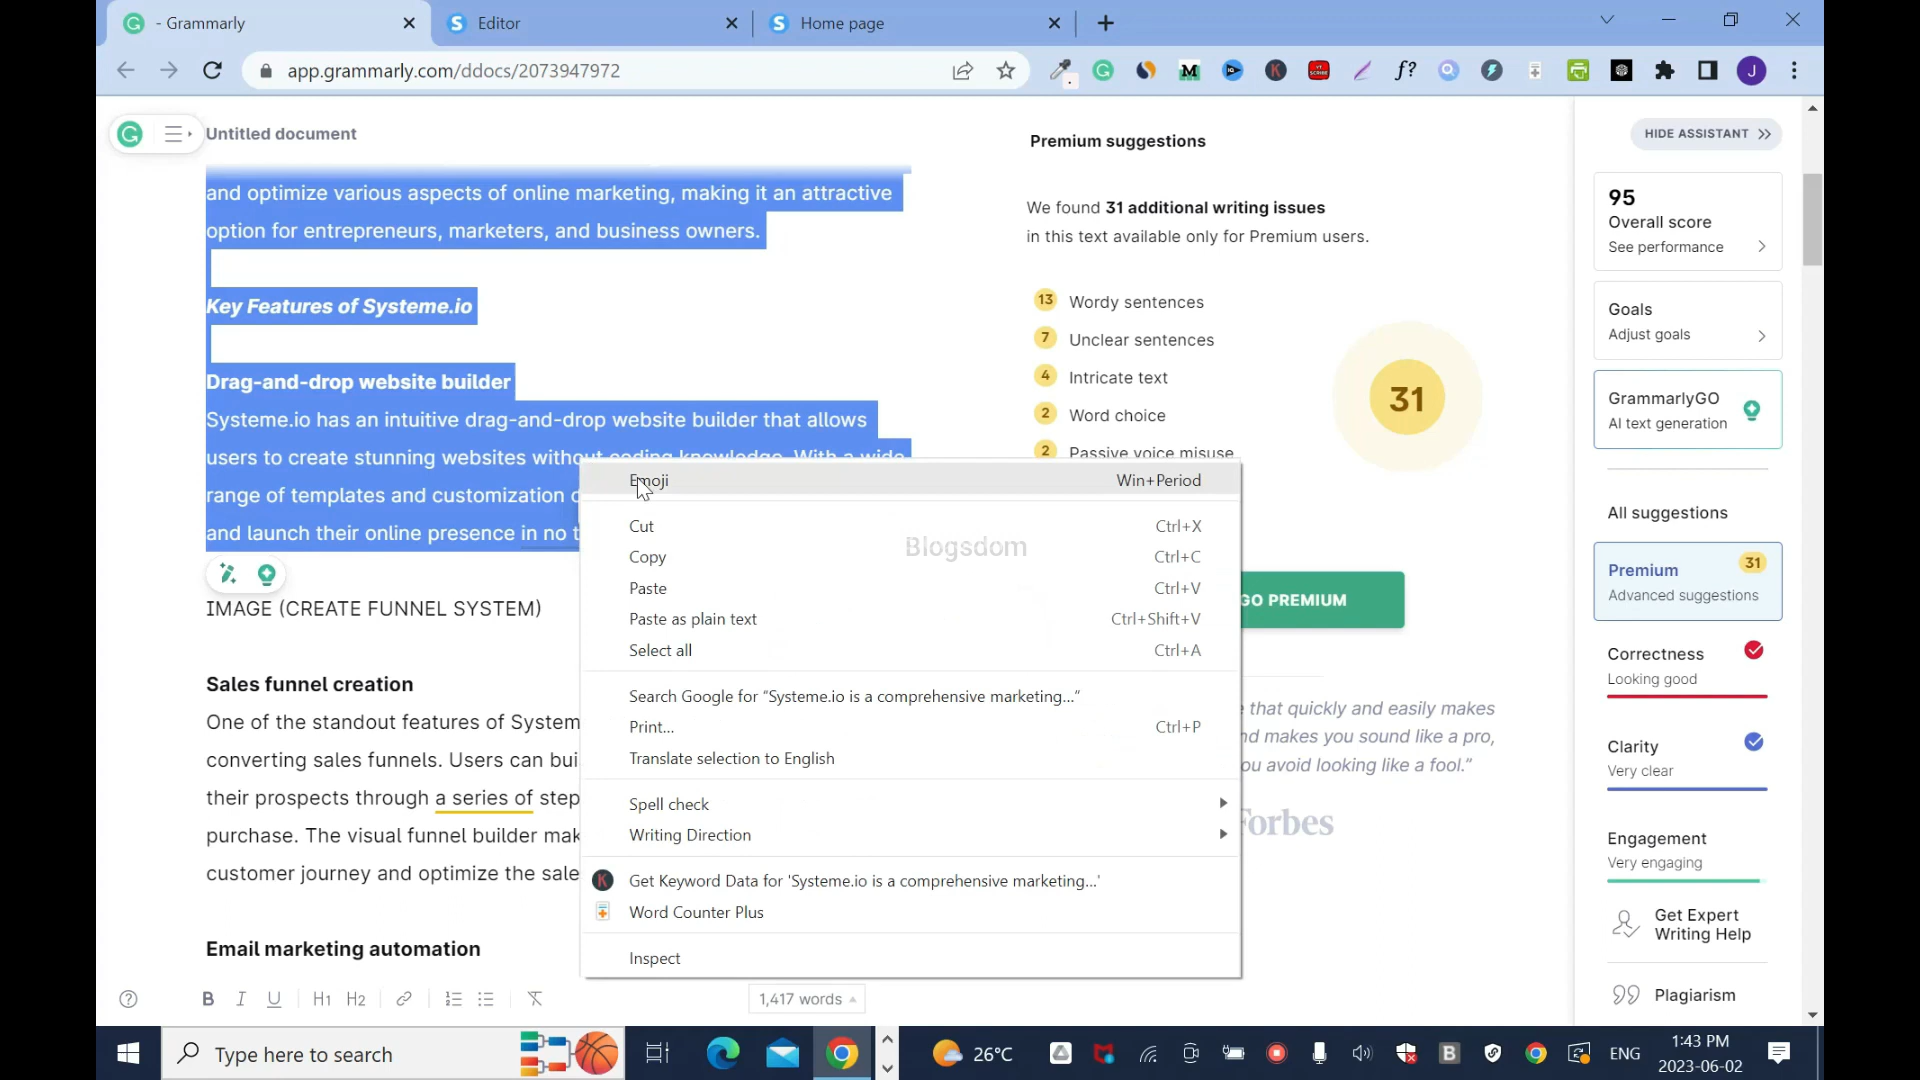 - Grammarly
Editor
Home page
app.grammarly.com/ddocs/2073947972
Untitled document
and optimize various aspects of online marketing, making it an attractive
option for entrepreneurs, marketers, and business owners.
Key Features of Systeme.io
Drag-and-drop website builder
Systeme.io has an intuitive drag-and-drop website builder that allows
users to create stunning websites without coding knowledge. With a wide
range of templates and customization
and launch their online presence in no
IMAGE (CREATE FUNNEL SYSTEM)
Sales funnel creation
One of the standout features of System
converting sales funnels. Users can bui
their prospects through a series of step
purchase. The visual funnel builder mak
customer journey and optimize the sale
Email marketing automation
B I U H1 H2
1,417 words
Emoji Win+Period
Cut Ctrl+X
Copy Ctrl+C
Paste Ctrl+V
Paste as plain text Ctrl+Shift+V
Select all Ctrl+A
Search Google for “Systeme.io is a comprehensive marketing...”
Print... Ctrl+P
Translate selection to English
Spell check
Writing Direction
Get Keyword Data for 'Systeme.io is a comprehensive marketing...'
Word Counter Plus
Inspect
Blogsdom
Premium suggestions
We found 31 additional writing issues
in this text available only for Premium users.
13 Wordy sentences
7 Unclear sentences
4 Intricate text
2 Word choice
2 Passive voice misuse
31
GO PREMIUM
e that quickly and easily makes
nd makes you sound like a pro,
ou avoid looking like a fool.”
Forbes
HIDE ASSISTANT
95
Overall score
See performance
Goals
Adjust goals
GrammarlyGO
AI text generation
All suggestions
Premium 31
Advanced suggestions
Correctness
Looking good
Clarity
Very clear
Engagement
Very engaging
Get Expert
Writing Help
Plagiarism
Type here to search
26°C
ENG
1:43 PM
2023-06-02